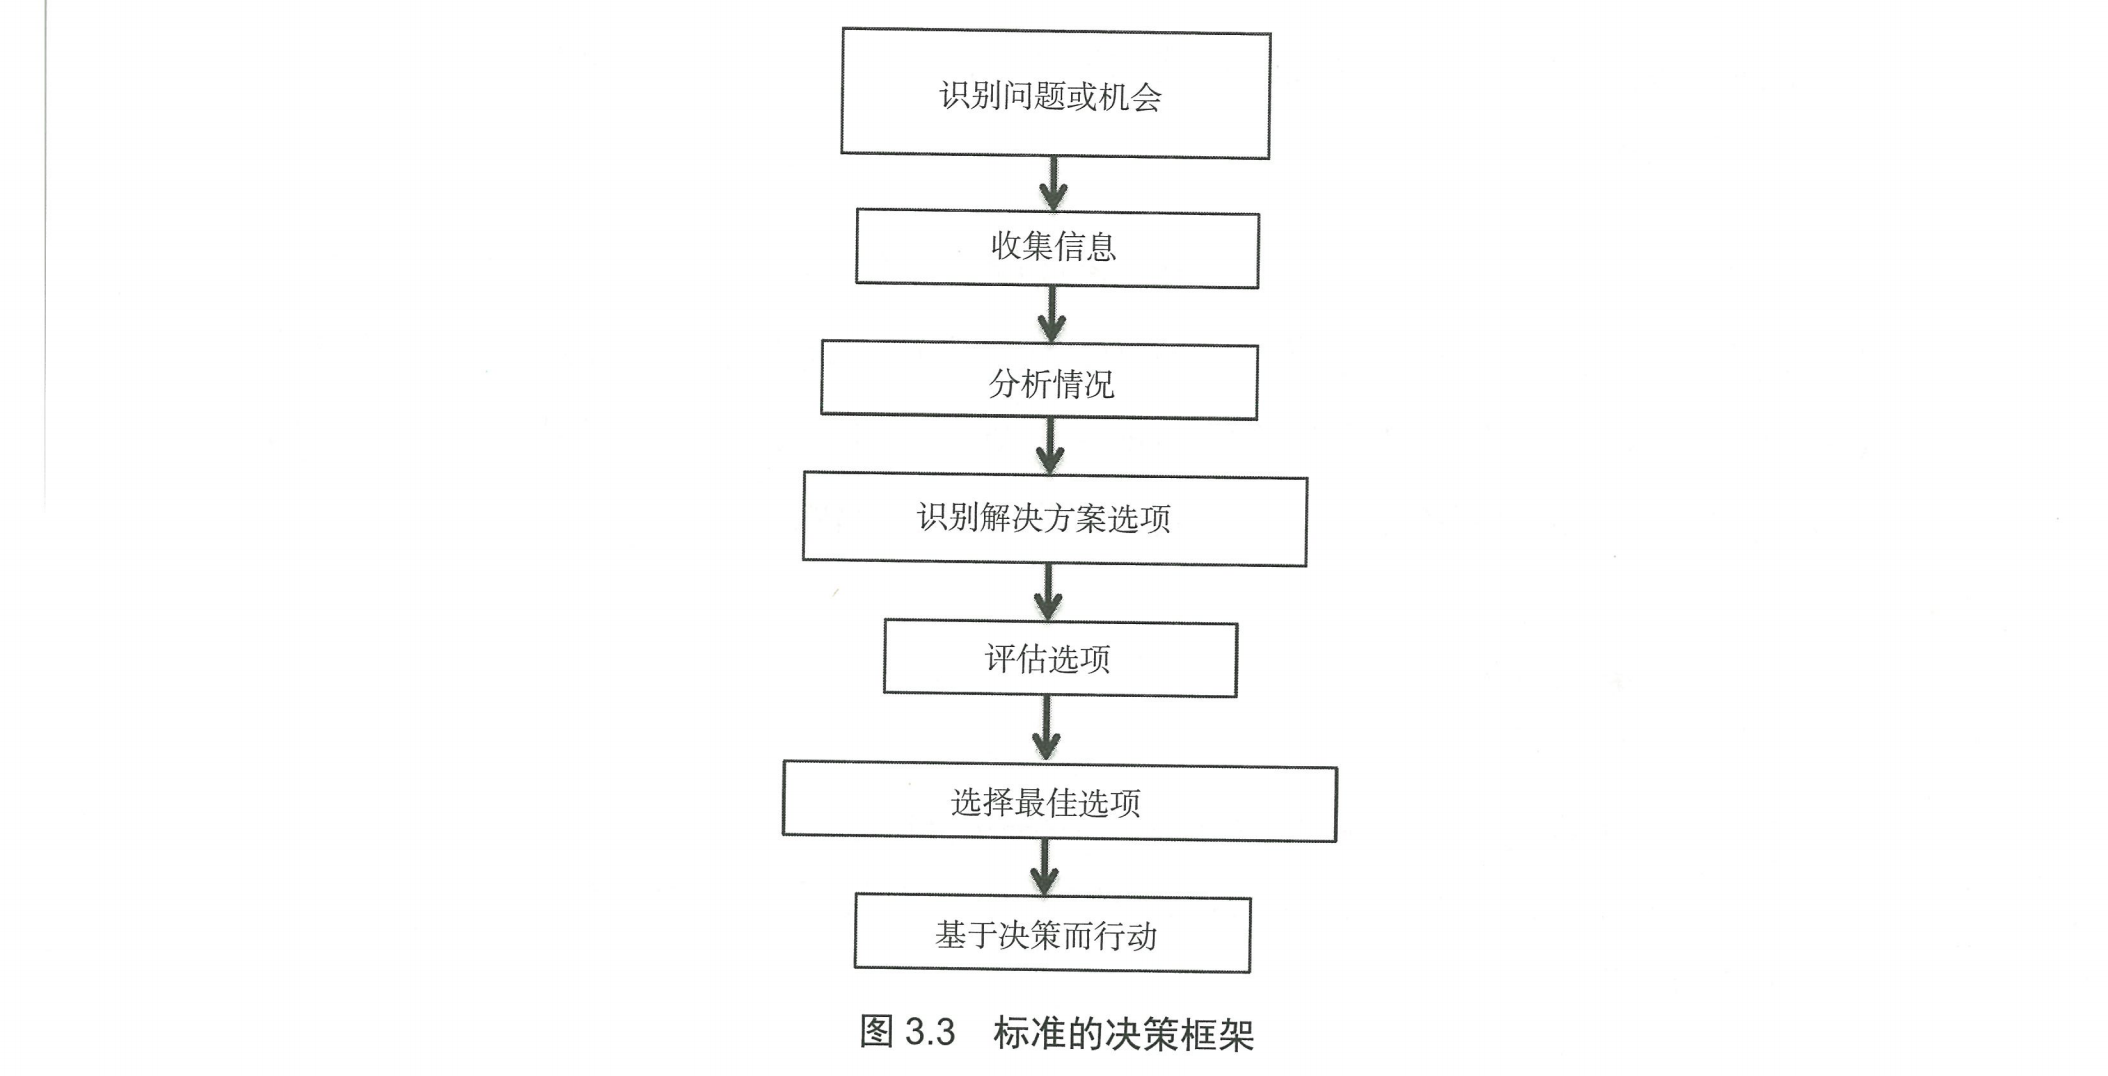 识别问题或机会
收集信息
分析情况
识别解决方案选项
评估选项
选择最佳选项
基于决策而行动
图 3.3 标准的决策框架